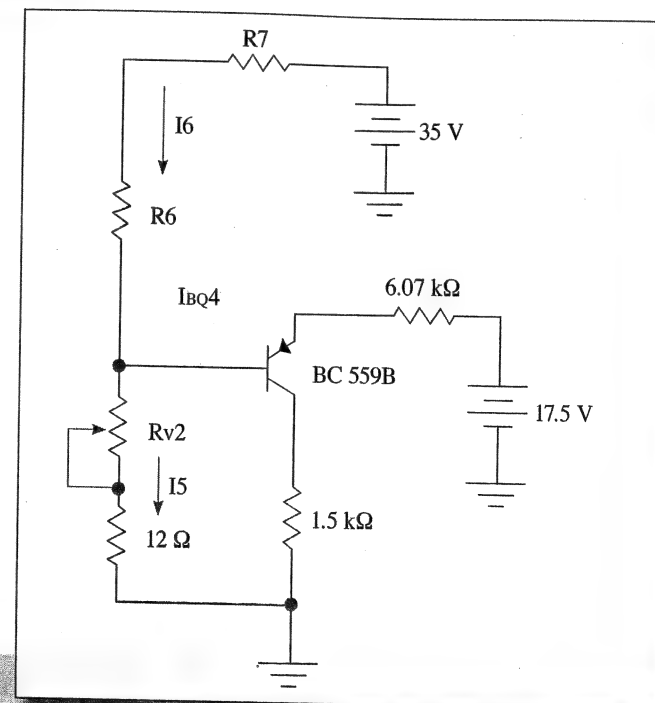 R7
I6
35 V
R6
IBQ4
6.07 kΩ
BC 559B
17.5 V
Rv2
I5
1.5 kΩ
12 Ω